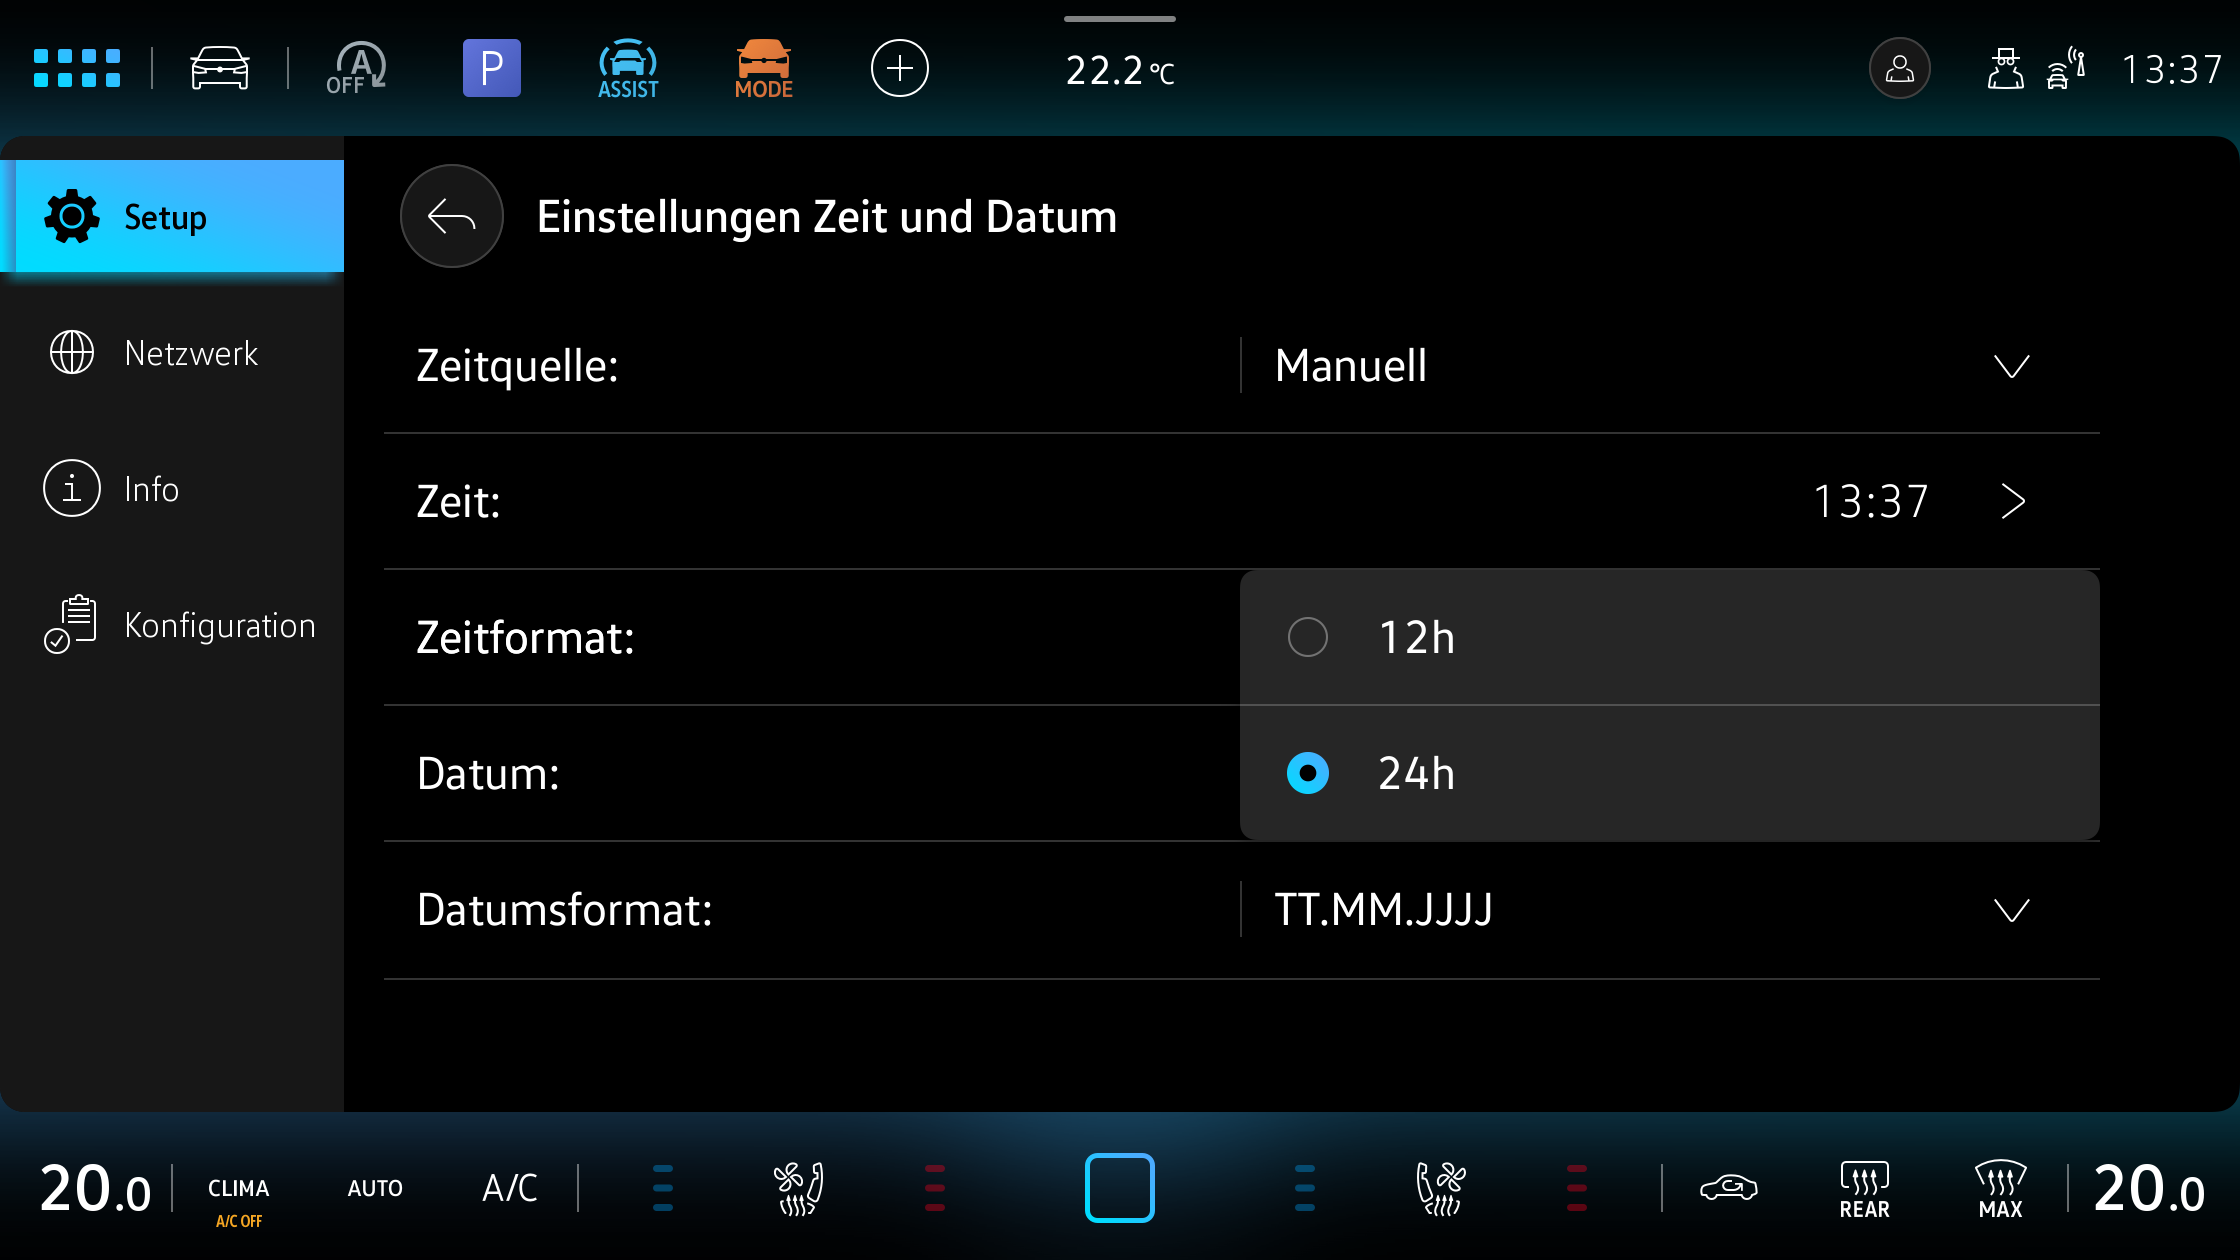 A
OFF
P
ASSIST
MODE
22.2 °C
13:37
Setup
Netzwerk
Info
Konfiguration
Einstellungen Zeit und Datum
Zeitquelle: Manuell
Zeit: 13:37
Zeitformat: 12h
Datum: 24h
Datumsformat: TT.MM.JJJJ
20.0
CLIMA
A/C OFF
AUTO
A/C
REAR
MAX
20.0